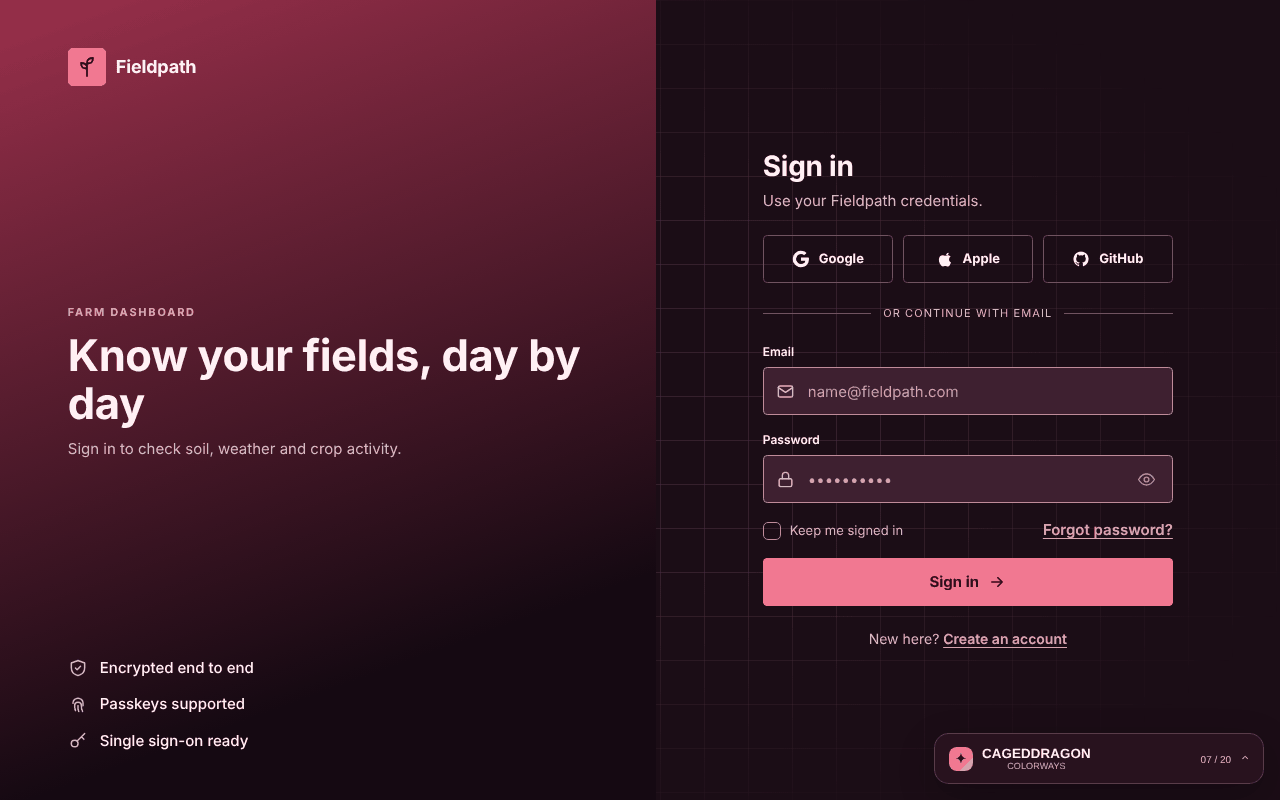 Fieldpath
FARM DASHBOARD
Know your fields, day by
day
Sign in to check soil, weather and crop activity.
Encrypted end to end
Passkeys supported
Single sign-on ready
Sign in
Use your Fieldpath credentials.
Google
Apple
GitHub
OR CONTINUE WITH EMAIL
Email
name@fieldpath.com
Password
••••••••••
Keep me signed in
Forgot password?
Sign in →
New here? Create an account
CAGEDDRAGON
COLORWAYS
07 / 20